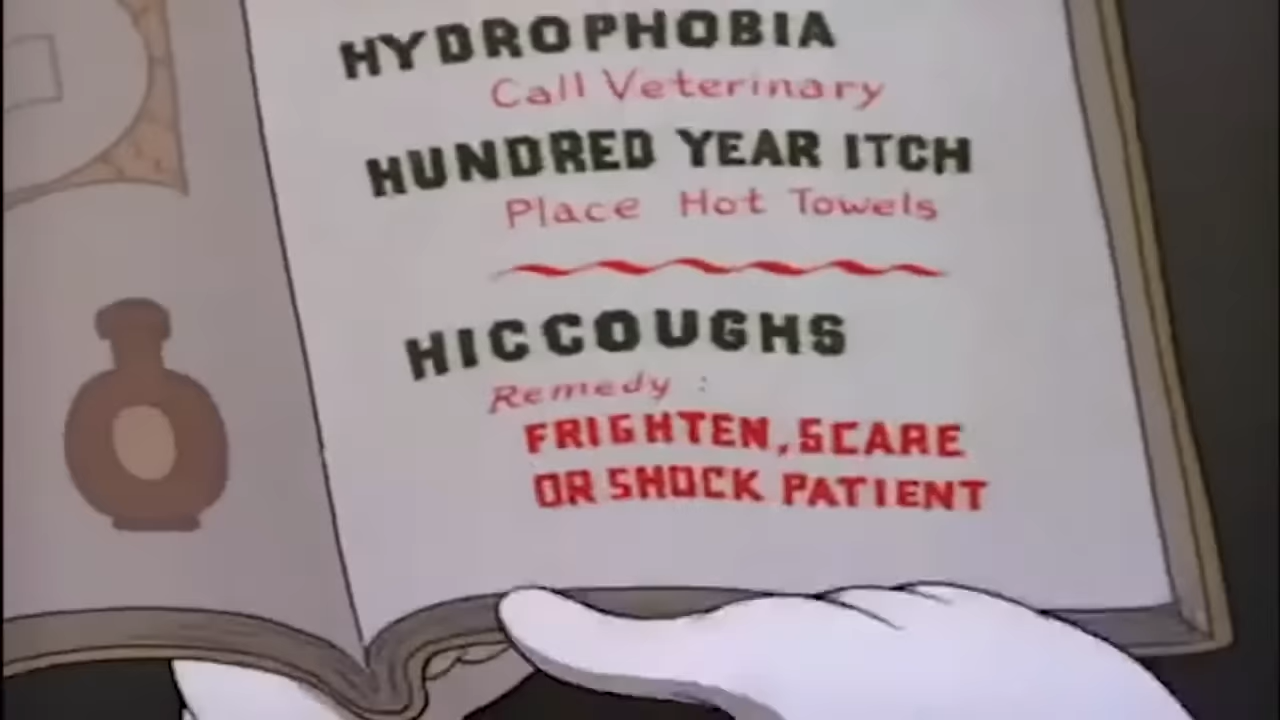 HYDROPHOBIA
Call Veterinary
HUNDRED YEAR ITCH
Place Hot Towels
HICCOUGHS
Remedy :
FRIGHTEN, SCARE
OR SHOCK PATIENT